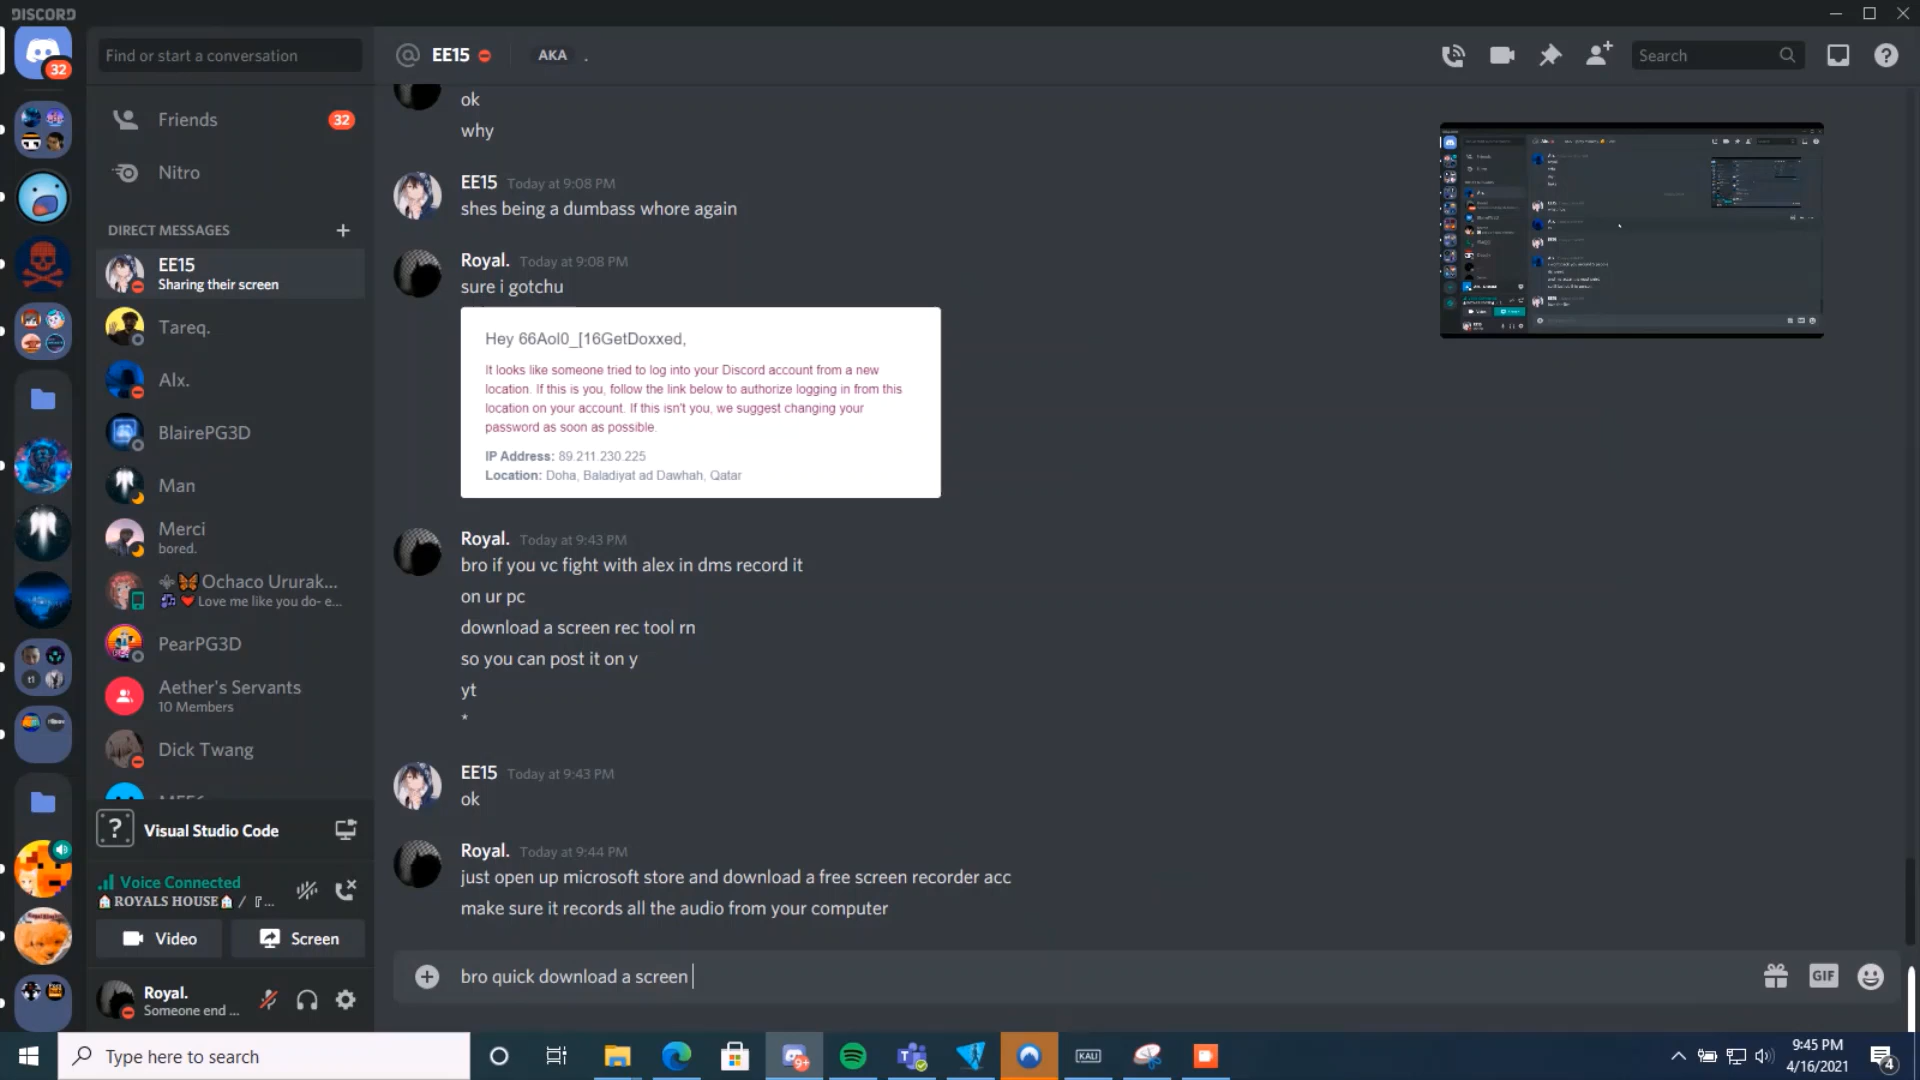 DISCORD
Find or start a conversation
EE15
AKA
.
Search
32
Friends
32
Nitro
DIRECT MESSAGES
EE15
Sharing their screen
Tareq.
Alx.
BlairePG3D
Man
Merci
bored.
Ochaco Ururak...
Love me like you do- e...
PearPG3D
Aether's Servants
10 Members
Dick Twang
Visual Studio Code
Voice Connected
ROYALS HOUSE / 『...
Video
Screen
Royal.
Someone end ...
ok
why
EE15 Today at 9:08 PM
shes being a dumbass whore again
Royal. Today at 9:08 PM
sure i gotchu
Hey 66Aol0_[16GetDoxxed,
It looks like someone tried to log into your Discord account from a new
location. If this is you, follow the link below to authorize logging in from this
location on your account. If this isn't you, we suggest changing your
password as soon as possible.
IP Address: 89.211.230.225
Location: Doha, Baladiyat ad Dawhah, Qatar
Royal. Today at 9:43 PM
bro if you vc fight with alex in dms record it
on ur pc
download a screen rec tool rn
so you can post it on y
yt
*
EE15 Today at 9:43 PM
ok
Royal. Today at 9:44 PM
just open up microsoft store and download a free screen recorder acc
make sure it records all the audio from your computer
bro quick download a screen
GIF
Type here to search
9+
KALI
9:45 PM
4/16/2021
4